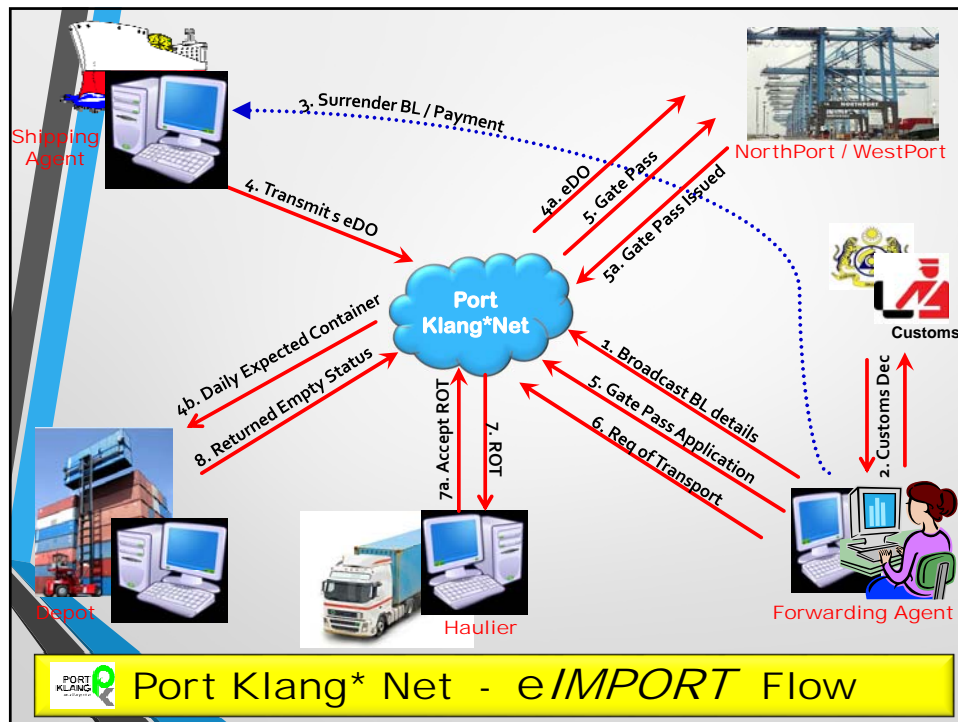 Shipping
Agent
3. Surrender BL / Payment
4. Transmit s eDO
4a. eDO
5. Gate Pass
5a. Gate Pass Issued
NORTHPORT
NorthPort / WestPort
Customs
Port
Klang*Net
4b. Daily Expected Container
8. Returned Empty Status
7a. Accept ROT
7. ROT
1. Broadcast BL details
5. Gate Pass Application
6. Req of Transport
2. Customs Dec
Depot
Haulier
Forwarding Agent
PORT
KLANG
malaysia
Port Klang* Net - eIMPORT Flow